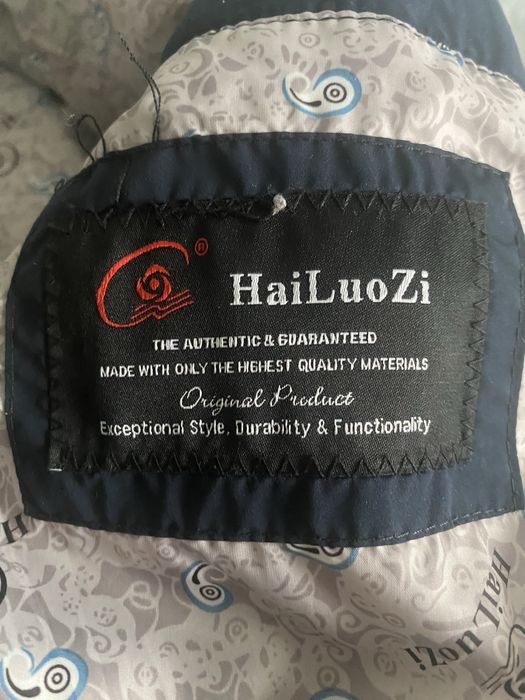 ®
HaiLuoZi
THE AUTHENTIC & GUARANTEED
MADE WITH ONLY THE HIGHEST QUALITY MATERIALS
Original Product
Exceptional Style, Durability & Functionality
H
HaiLuoZi